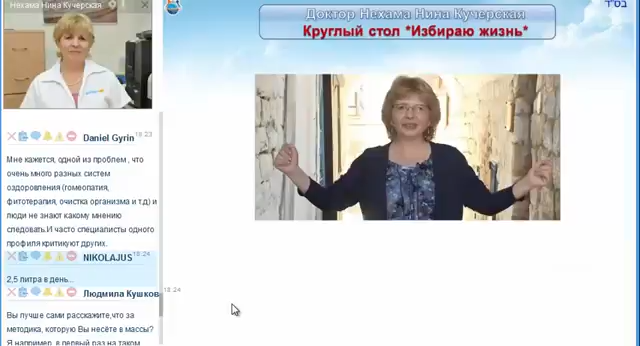 Нехама Нина Кучерская
בס"ד
Доктор Нехама Нина Кучерская
Круглый стол *Избираю жизнь*
Daniel Gyrin 18:23
Мне кажется, одной из проблем , что
очень много разных систем
оздоровления (гомеопатия,
фитотерапия, очистка организма и т.д) и
люди не знают какому мнению
следовать.И часто специалисты одного
профиля критикуют других.
NIKOLAJUS 18:24
2,5 литра в день...
Людмила Кушков 18:24
Вы лучше сами расскажите,что за
методика, которую Вы несёте в массы?
Я например, в первый раз на таком